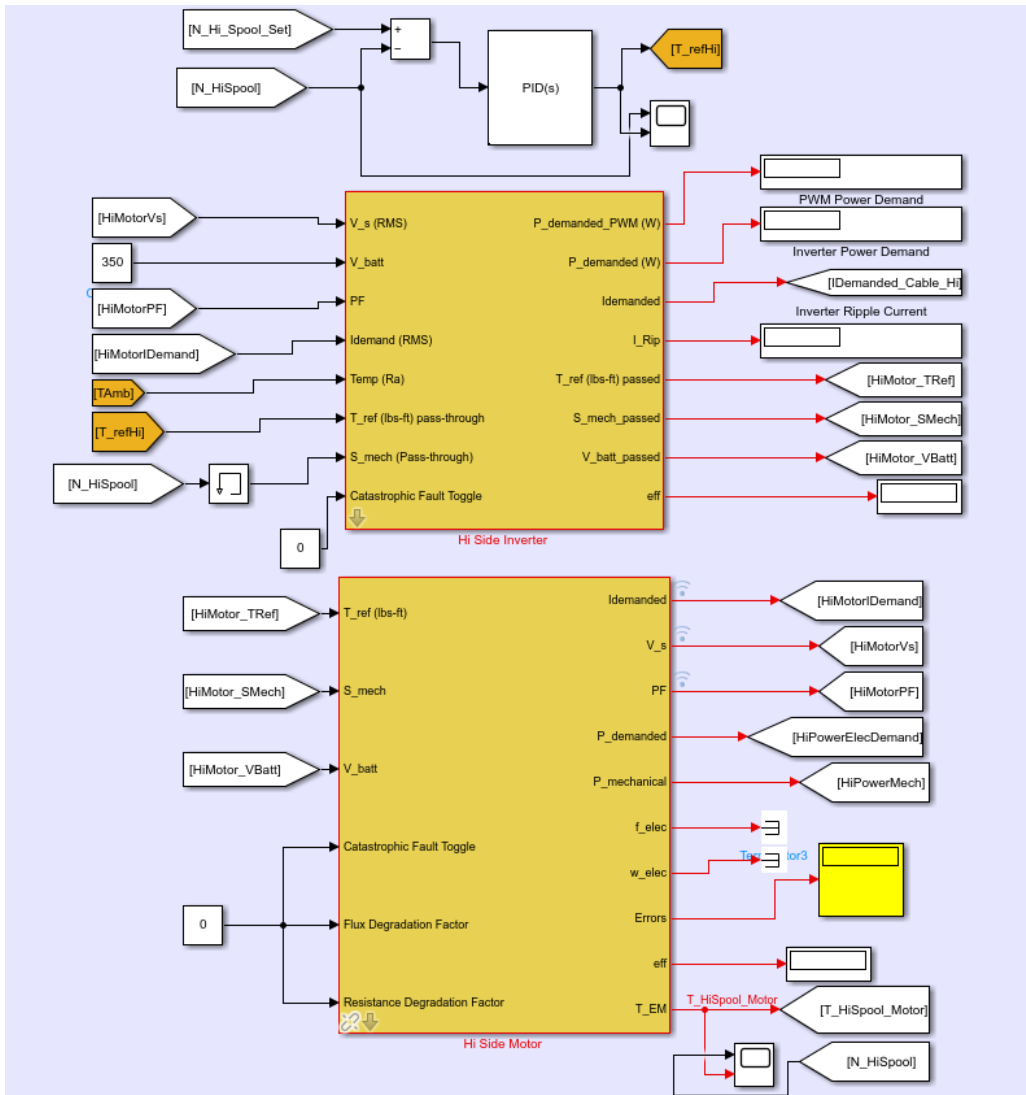 [N_Hi_Spool_Set]
+
−
[T_refHi]
[N_HiSpool]
PID(s)
PWM Power Demand
[HiMotorVs]
V_s (RMS)
P_demanded_PWM (W)
350
V_batt
P_demanded (W)
Inverter Power Demand
[HiMotorPF]
PF
Idemanded
[IDemanded_Cable_Hi]
Inverter Ripple Current
[HiMotorIDemand]
Idemand (RMS)
I_Rip
[TAmb]
Temp (Ra)
T_ref (lbs-ft) passed
[HiMotor_TRef]
[T_refHi]
T_ref (lbs-ft) pass-through
S_mech_passed
[HiMotor_SMech]
[N_HiSpool]
S_mech (Pass-through)
V_batt_passed
[HiMotor_VBatt]
Catastrophic Fault Toggle
eff
0
Hi Side Inverter
[HiMotor_TRef]
T_ref (lbs-ft)
Idemanded
[HiMotorIDemand]
V_s
[HiMotorVs]
[HiMotor_SMech]
S_mech
PF
[HiMotorPF]
P_demanded
[HiPowerElecDemand]
[HiMotor_VBatt]
V_batt
P_mechanical
[HiPowerMech]
f_elec
Catastrophic Fault Toggle
w_elec
0
Flux Degradation Factor
Errors
eff
Resistance Degradation Factor
T_EM
T_HiSpool_Motor
[T_HiSpool_Motor]
Hi Side Motor
[N_HiSpool]